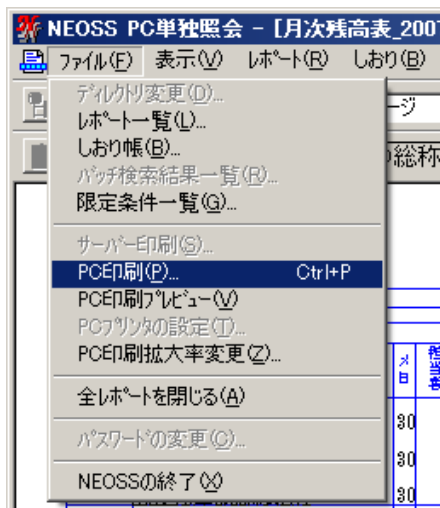 NEOSS PC単独照会 - [月次残高表_200
ファイル(F) 表示(V) レポート(R) しおり(B)
ディレクトリ変更(D)...
レポート一覧(L)...
ージ
しおり帳(B)...
総称
バッチ検索結果一覧(R)...
限定条件一覧(G)...
サーバー印刷(S)...
PC印刷(P)... Ctrl+P
PC印刷プレビュー(V)
PCプリンタの設定(T)...
PC印刷拡大率変更(Z)...
メ日
担当者
全レポートを閉じる(A)
30
パスワードの変更(C)...
30
NEOSSの終了(X)
30